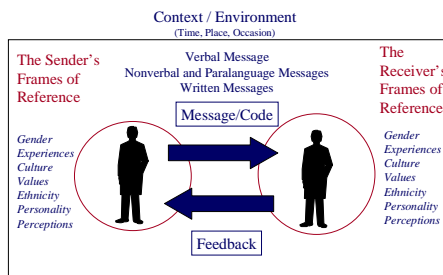 Context / Environment
(Time, Place, Occasion)
The Sender's
Frames of
Reference
Verbal Message
Nonverbal and Paralanguage Messages
Written Messages
The
Receiver's
Frames of
Reference
Message/Code
Gender
Experiences
Culture
Values
Ethnicity
Personality
Perceptions
Gender
Experiences
Culture
Values
Ethnicity
Personality
Perceptions
Feedback